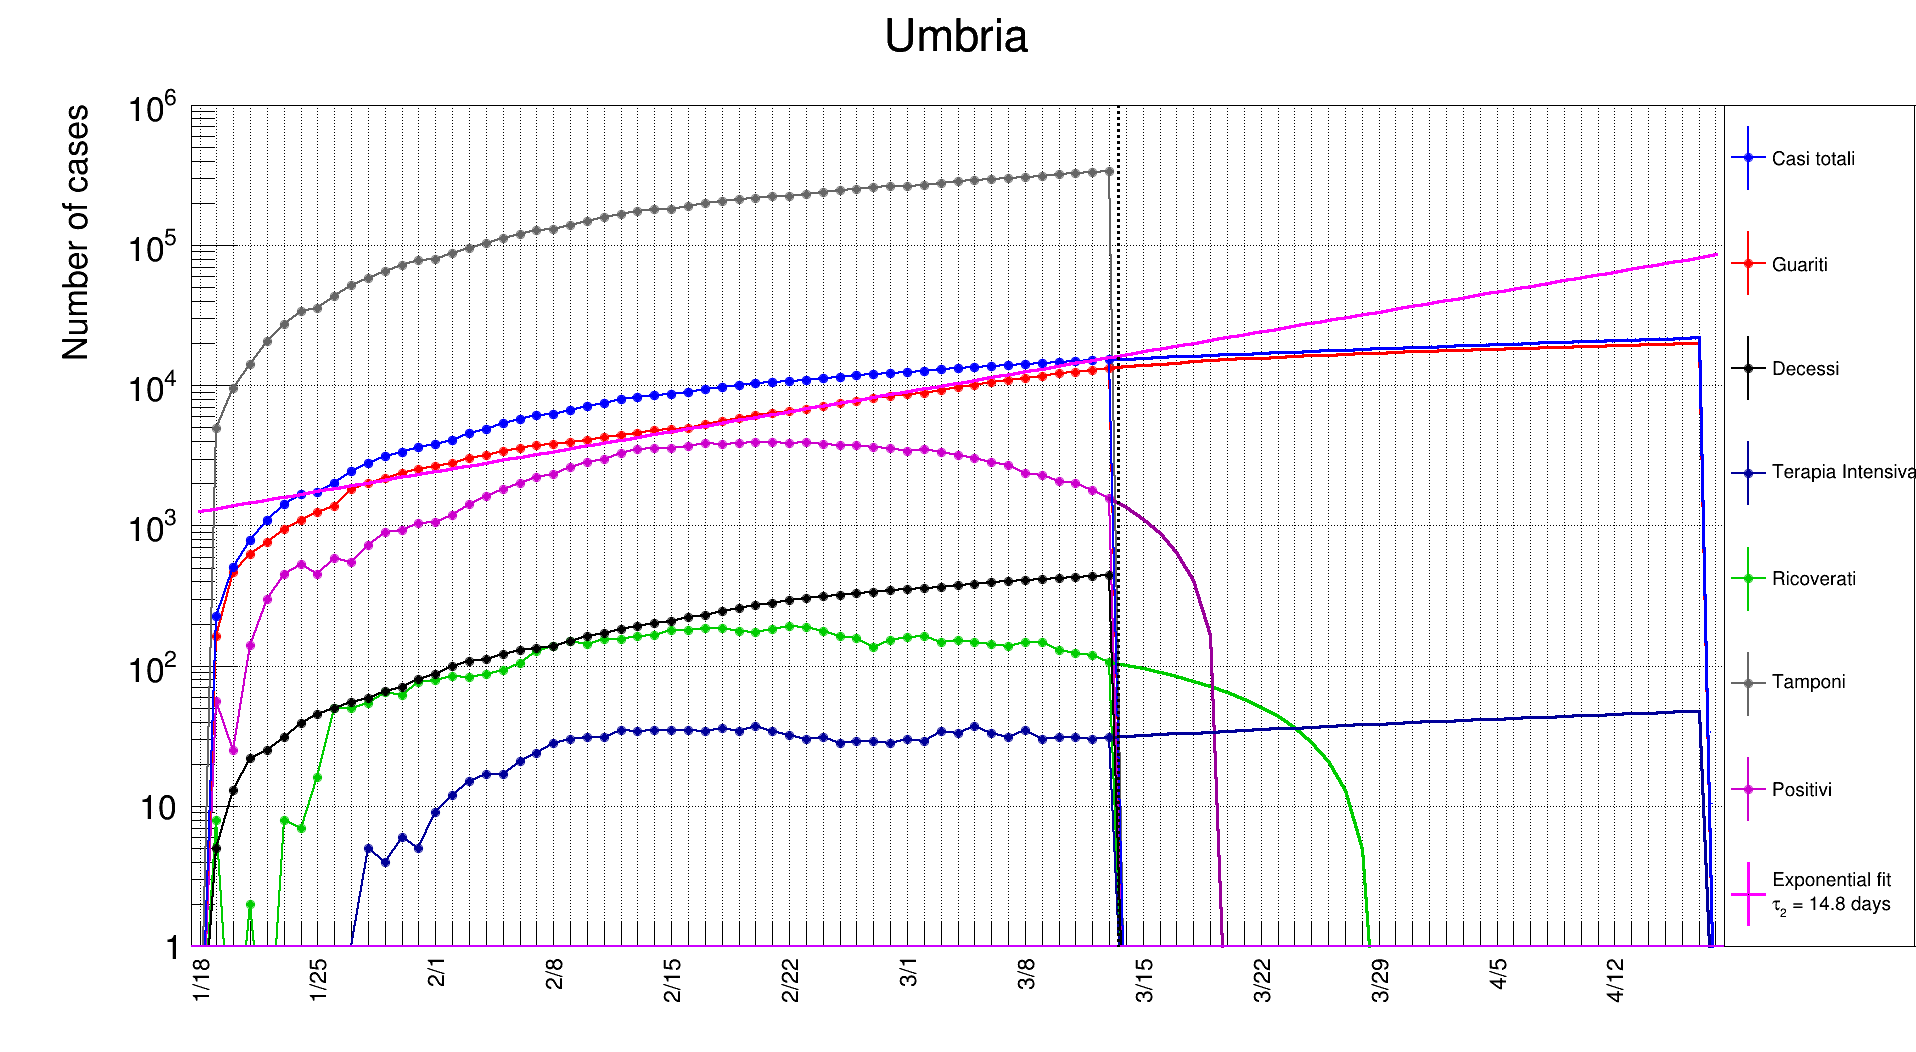 Umbria
Number of cases
10^6
10^5
10^4
10^3
10^2
10
1
1/18
1/25
2/1
2/8
2/15
2/22
3/1
3/8
3/15
3/22
3/29
4/5
4/12
Casi totali
Guariti
Decessi
Terapia Intensiva
Ricoverati
Tamponi
Positivi
Exponential fit
τ₂ = 14.8 days